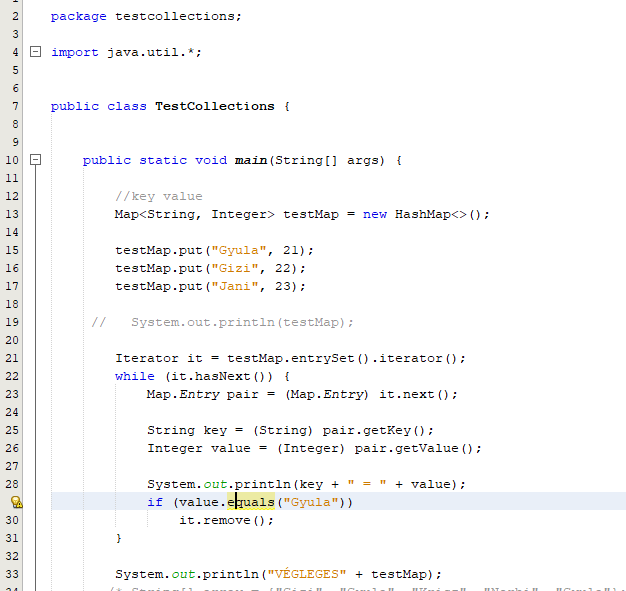 2 package testcollections;
3
4 import java.util.*;
5
6
7 public class TestCollections {
8
9
10 public static void main(String[] args) {
11
12 //key value
13 Map<String, Integer> testMap = new HashMap<>();
14
15 testMap.put("Gyula", 21);
16 testMap.put("Gizi", 22);
17 testMap.put("Jani", 23);
18
19 // System.out.println(testMap);
20
21 Iterator it = testMap.entrySet().iterator();
22 while (it.hasNext()) {
23 Map.Entry pair = (Map.Entry) it.next();
24
25 String key = (String) pair.getKey();
26 Integer value = (Integer) pair.getValue();
27
28 System.out.println(key + " = " + value);
if (value.equals("Gyula"))
30 it.remove();
31 }
32
33 System.out.println("VÉGLEGES" + testMap);